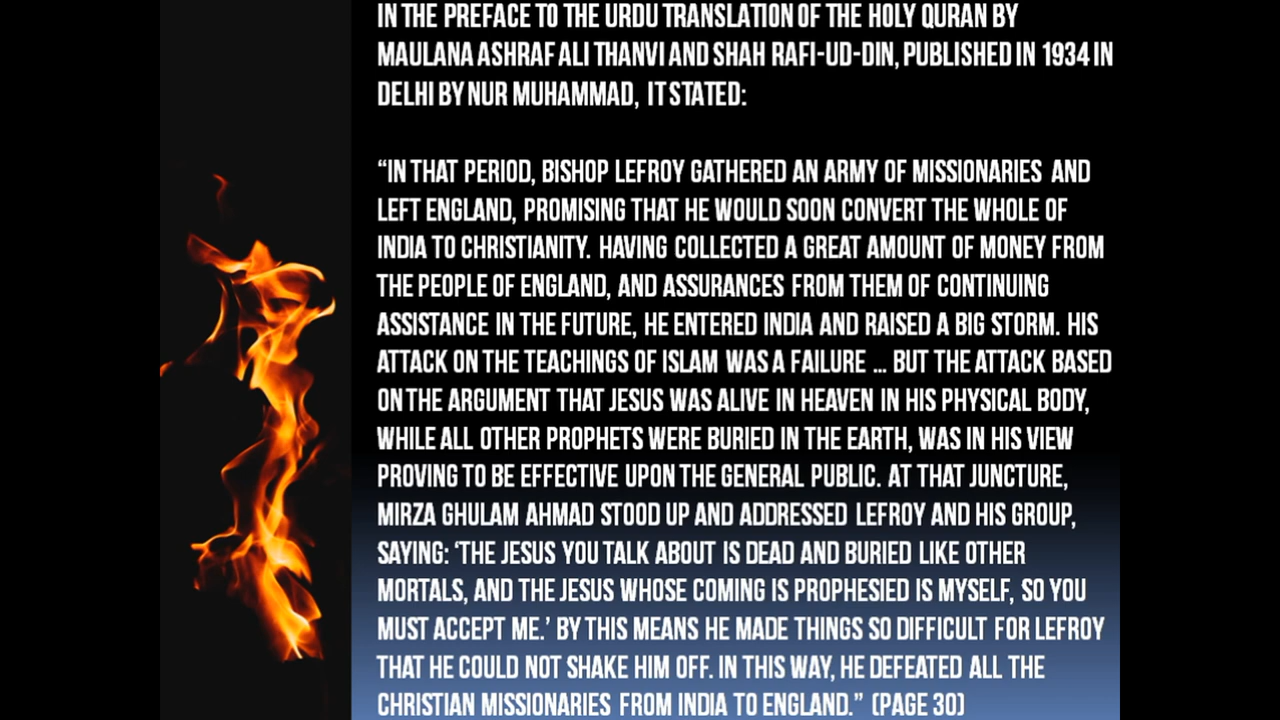 IN THE PREFACE TO THE URDU TRANSLATION OF THE HOLY QURAN BY
MAULANA ASHRAF ALI THANVI AND SHAH RAFI-UD-DIN, PUBLISHED IN 1934 IN
DELHI BY NUR MUHAMMAD, IT STATED:
“IN THAT PERIOD, BISHOP LEFROY GATHERED AN ARMY OF MISSIONARIES AND
LEFT ENGLAND, PROMISING THAT HE WOULD SOON CONVERT THE WHOLE OF
INDIA TO CHRISTIANITY. HAVING COLLECTED A GREAT AMOUNT OF MONEY FROM
THE PEOPLE OF ENGLAND, AND ASSURANCES FROM THEM OF CONTINUING
ASSISTANCE IN THE FUTURE, HE ENTERED INDIA AND RAISED A BIG STORM. HIS
ATTACK ON THE TEACHINGS OF ISLAM WAS A FAILURE ... BUT THE ATTACK BASED
ON THE ARGUMENT THAT JESUS WAS ALIVE IN HEAVEN IN HIS PHYSICAL BODY,
WHILE ALL OTHER PROPHETS WERE BURIED IN THE EARTH, WAS IN HIS VIEW
PROVING TO BE EFFECTIVE UPON THE GENERAL PUBLIC. AT THAT JUNCTURE,
MIRZA GHULAM AHMAD STOOD UP AND ADDRESSED LEFROY AND HIS GROUP,
SAYING: ‘THE JESUS YOU TALK ABOUT IS DEAD AND BURIED LIKE OTHER
MORTALS, AND THE JESUS WHOSE COMING IS PROPHESIED IS MYSELF, SO YOU
MUST ACCEPT ME.’ BY THIS MEANS HE MADE THINGS SO DIFFICULT FOR LEFROY
THAT HE COULD NOT SHAKE HIM OFF. IN THIS WAY, HE DEFEATED ALL THE
CHRISTIAN MISSIONARIES FROM INDIA TO ENGLAND.” (PAGE 30)